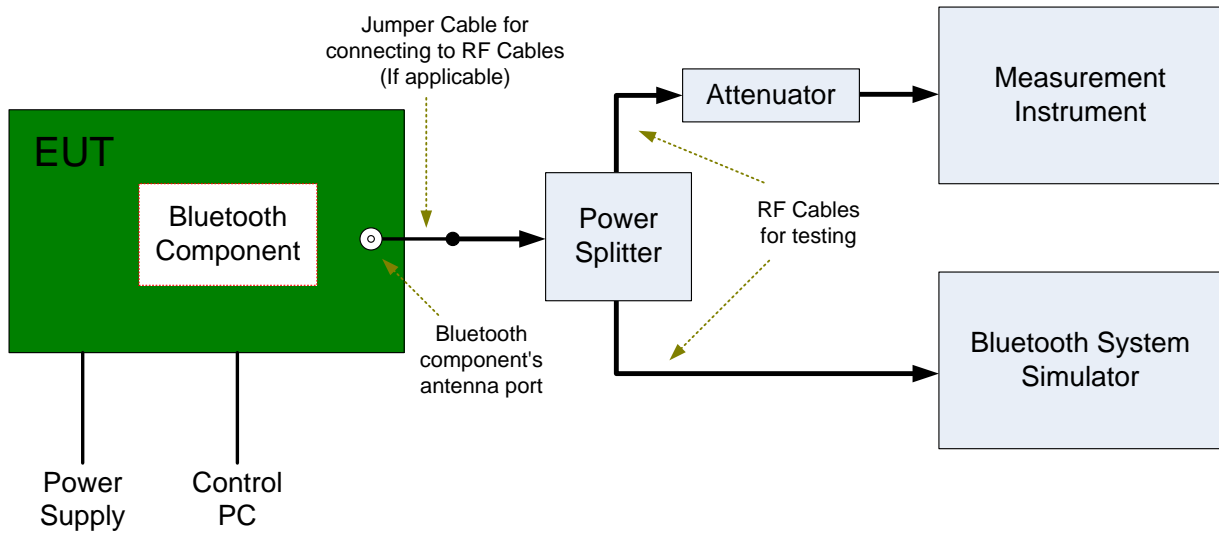 Jumper Cable for
connecting to RF Cables
(If applicable)
EUT
Bluetooth
Component
Bluetooth
component's
antenna port
Power
Supply
Control
PC
Power
Splitter
Attenuator
RF Cables
for testing
Measurement
Instrument
Bluetooth System
Simulator